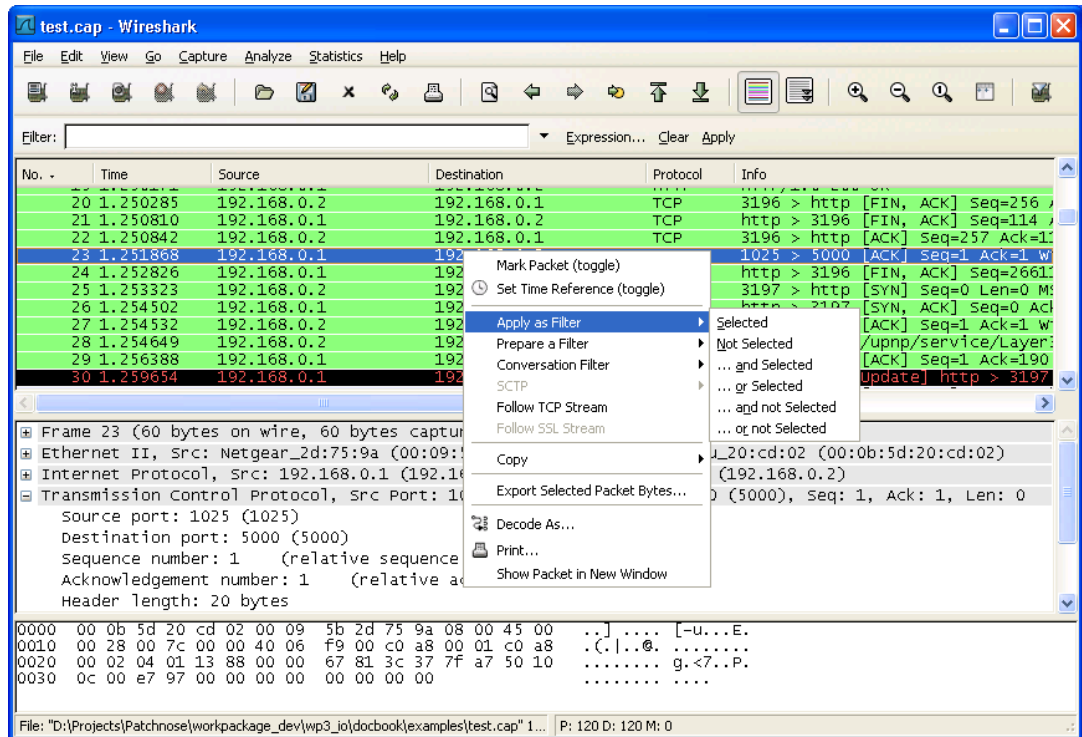 test.cap - Wireshark
File Edit View Go Capture Analyze Statistics Help
Filter: Expression... Clear Apply
No. Time Source Destination Protocol Info
20 1.250285 192.168.0.2 192.168.0.1 TCP 3196 > http [FIN, ACK] Seq=256
21 1.250810 192.168.0.1 192.168.0.2 TCP http > 3196 [FIN, ACK] Seq=114
22 1.250842 192.168.0.2 192.168.0.1 TCP 3196 > http [ACK] Seq=257 Ack=11
23 1.251868 192.168.0.1 192 1025 > 5000 [ACK] Seq=1 Ack=1
24 1.252826 192.168.0.1 192 http > 3196 [FIN, ACK] Seq=26611
25 1.253323 192.168.0.2 192 3197 > [SYN] Seq=0 Len=0 MS
26 1.254502 192.168.0.1 192 http > 3197 [SYN, ACK] Seq=0 Ack
27 1.254532 192.168.0.2 192 [ACK] Seq=1 Ack=1
28 1.254649 192.168.0.2 192 /upnp/service/Layer3
29 1.256388 192.168.0.1 192 [ACK] Seq=1 Ack=190
30 1.259654 192.168.0.1 192 Update] http > 3197
Mark Packet (toggle)
Set Time Reference (toggle)
Apply as Filter
Prepare a Filter
Conversation Filter
SCTP
Follow TCP Stream
Follow SSL Stream
Copy
Export Selected Packet Bytes...
Decode As...
Print...
Show Packet in New Window
Selected
Not Selected
... and Selected
... or Selected
... and not Selected
... or not Selected
Frame 23 (60 bytes on wire, 60 bytes captur
Ethernet II, Src: Netgear_2d:75:9a (00:09: u_20:cd:02 (00:0b:5d:20:cd:02)
Internet Protocol, Src: 192.168.0.1 (192.1 (192.168.0.2)
Transmission Control Protocol, Src Port: 10 (5000), Seq: 1, Ack: 1, Len: 0
Source port: 1025 (1025)
Destination port: 5000 (5000)
Sequence number: 1 (relative sequence
Acknowledgement number: 1 (relative a
Header length: 20 bytes
0000 00 0b 5d 20 cd 02 00 09 5b 2d 75 9a 08 00 45 00 ..] .... [-u...E.
0010 00 28 00 7c 00 00 40 06 f9 00 c0 a8 00 01 c0 a8 .(.|..@. ........
0020 00 02 04 01 13 88 00 00 67 81 3c 37 7f a7 50 10 ........ g.<7..P.
0030 0c 00 e7 97 00 00 00 00 00 00 00 00 ........ ....
File: "D:\Projects\Patchnose\workpackage_dev\wp3_io\docbook\examples\test.cap" 1... P: 120 D: 120 M: 0